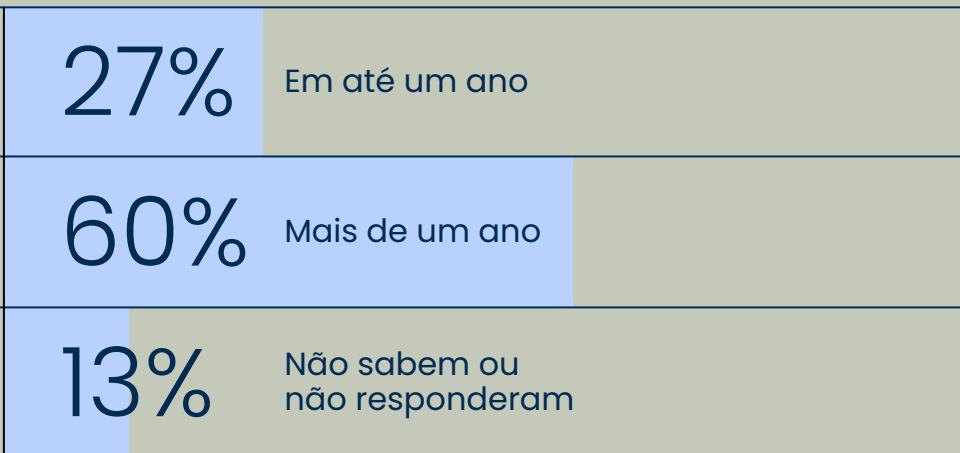 27% Em até um ano
60% Mais de um ano
13% Não sabem ou
não responderam